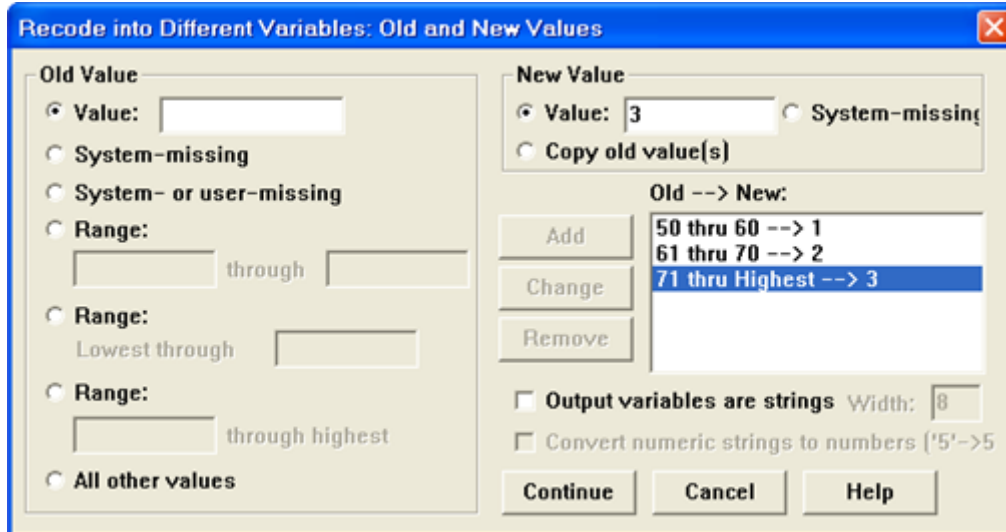 Recode into Different Variables: Old and New Values
Old Value
Value:
System-missing
System- or user-missing
Range:
through
Range:
Lowest through
Range:
through highest
All other values
New Value
Value: 3 System-missing
Copy old value(s)
Old --> New:
Add
Change
Remove
50 thru 60 --> 1
61 thru 70 --> 2
71 thru Highest --> 3
Output variables are strings Width: 8
Convert numeric strings to numbers ('5'->5
Continue Cancel Help